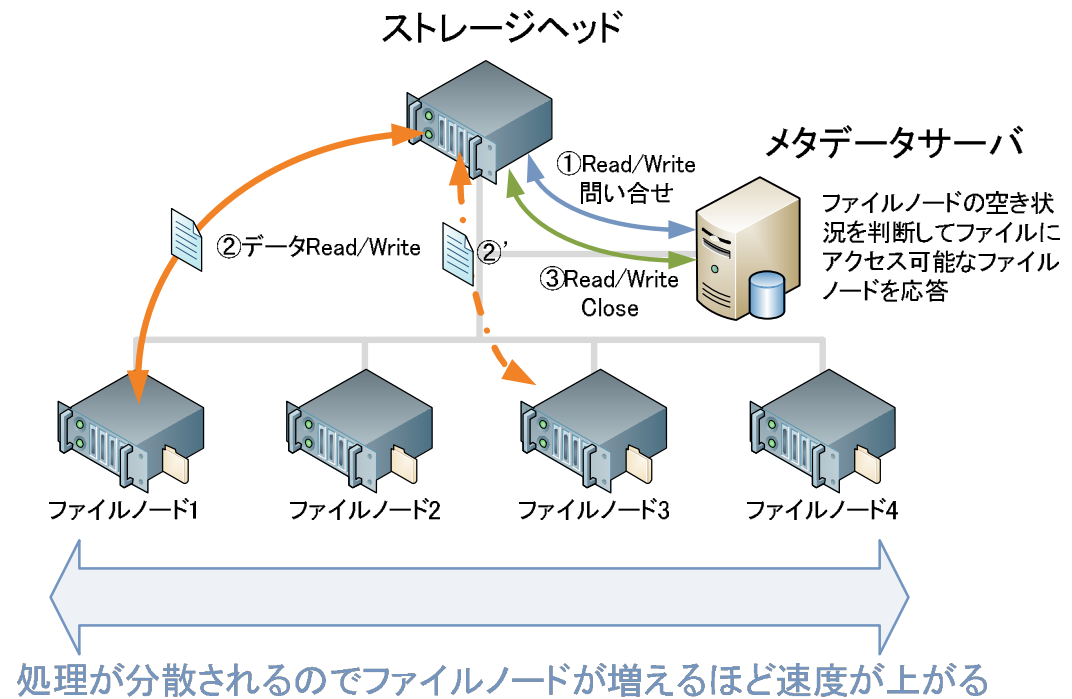 ストレージヘッド
メタデータサーバ
①Read/Write
問い合せ
ファイルノードの空き状
況を判断してファイルに
アクセス可能なファイル
ノードを応答
②データRead/Write
②’
③Read/Write
Close
ファイルノード1
ファイルノード2
ファイルノード3
ファイルノード4
処理が分散されるのでファイルノードが増えるほど速度が上がる